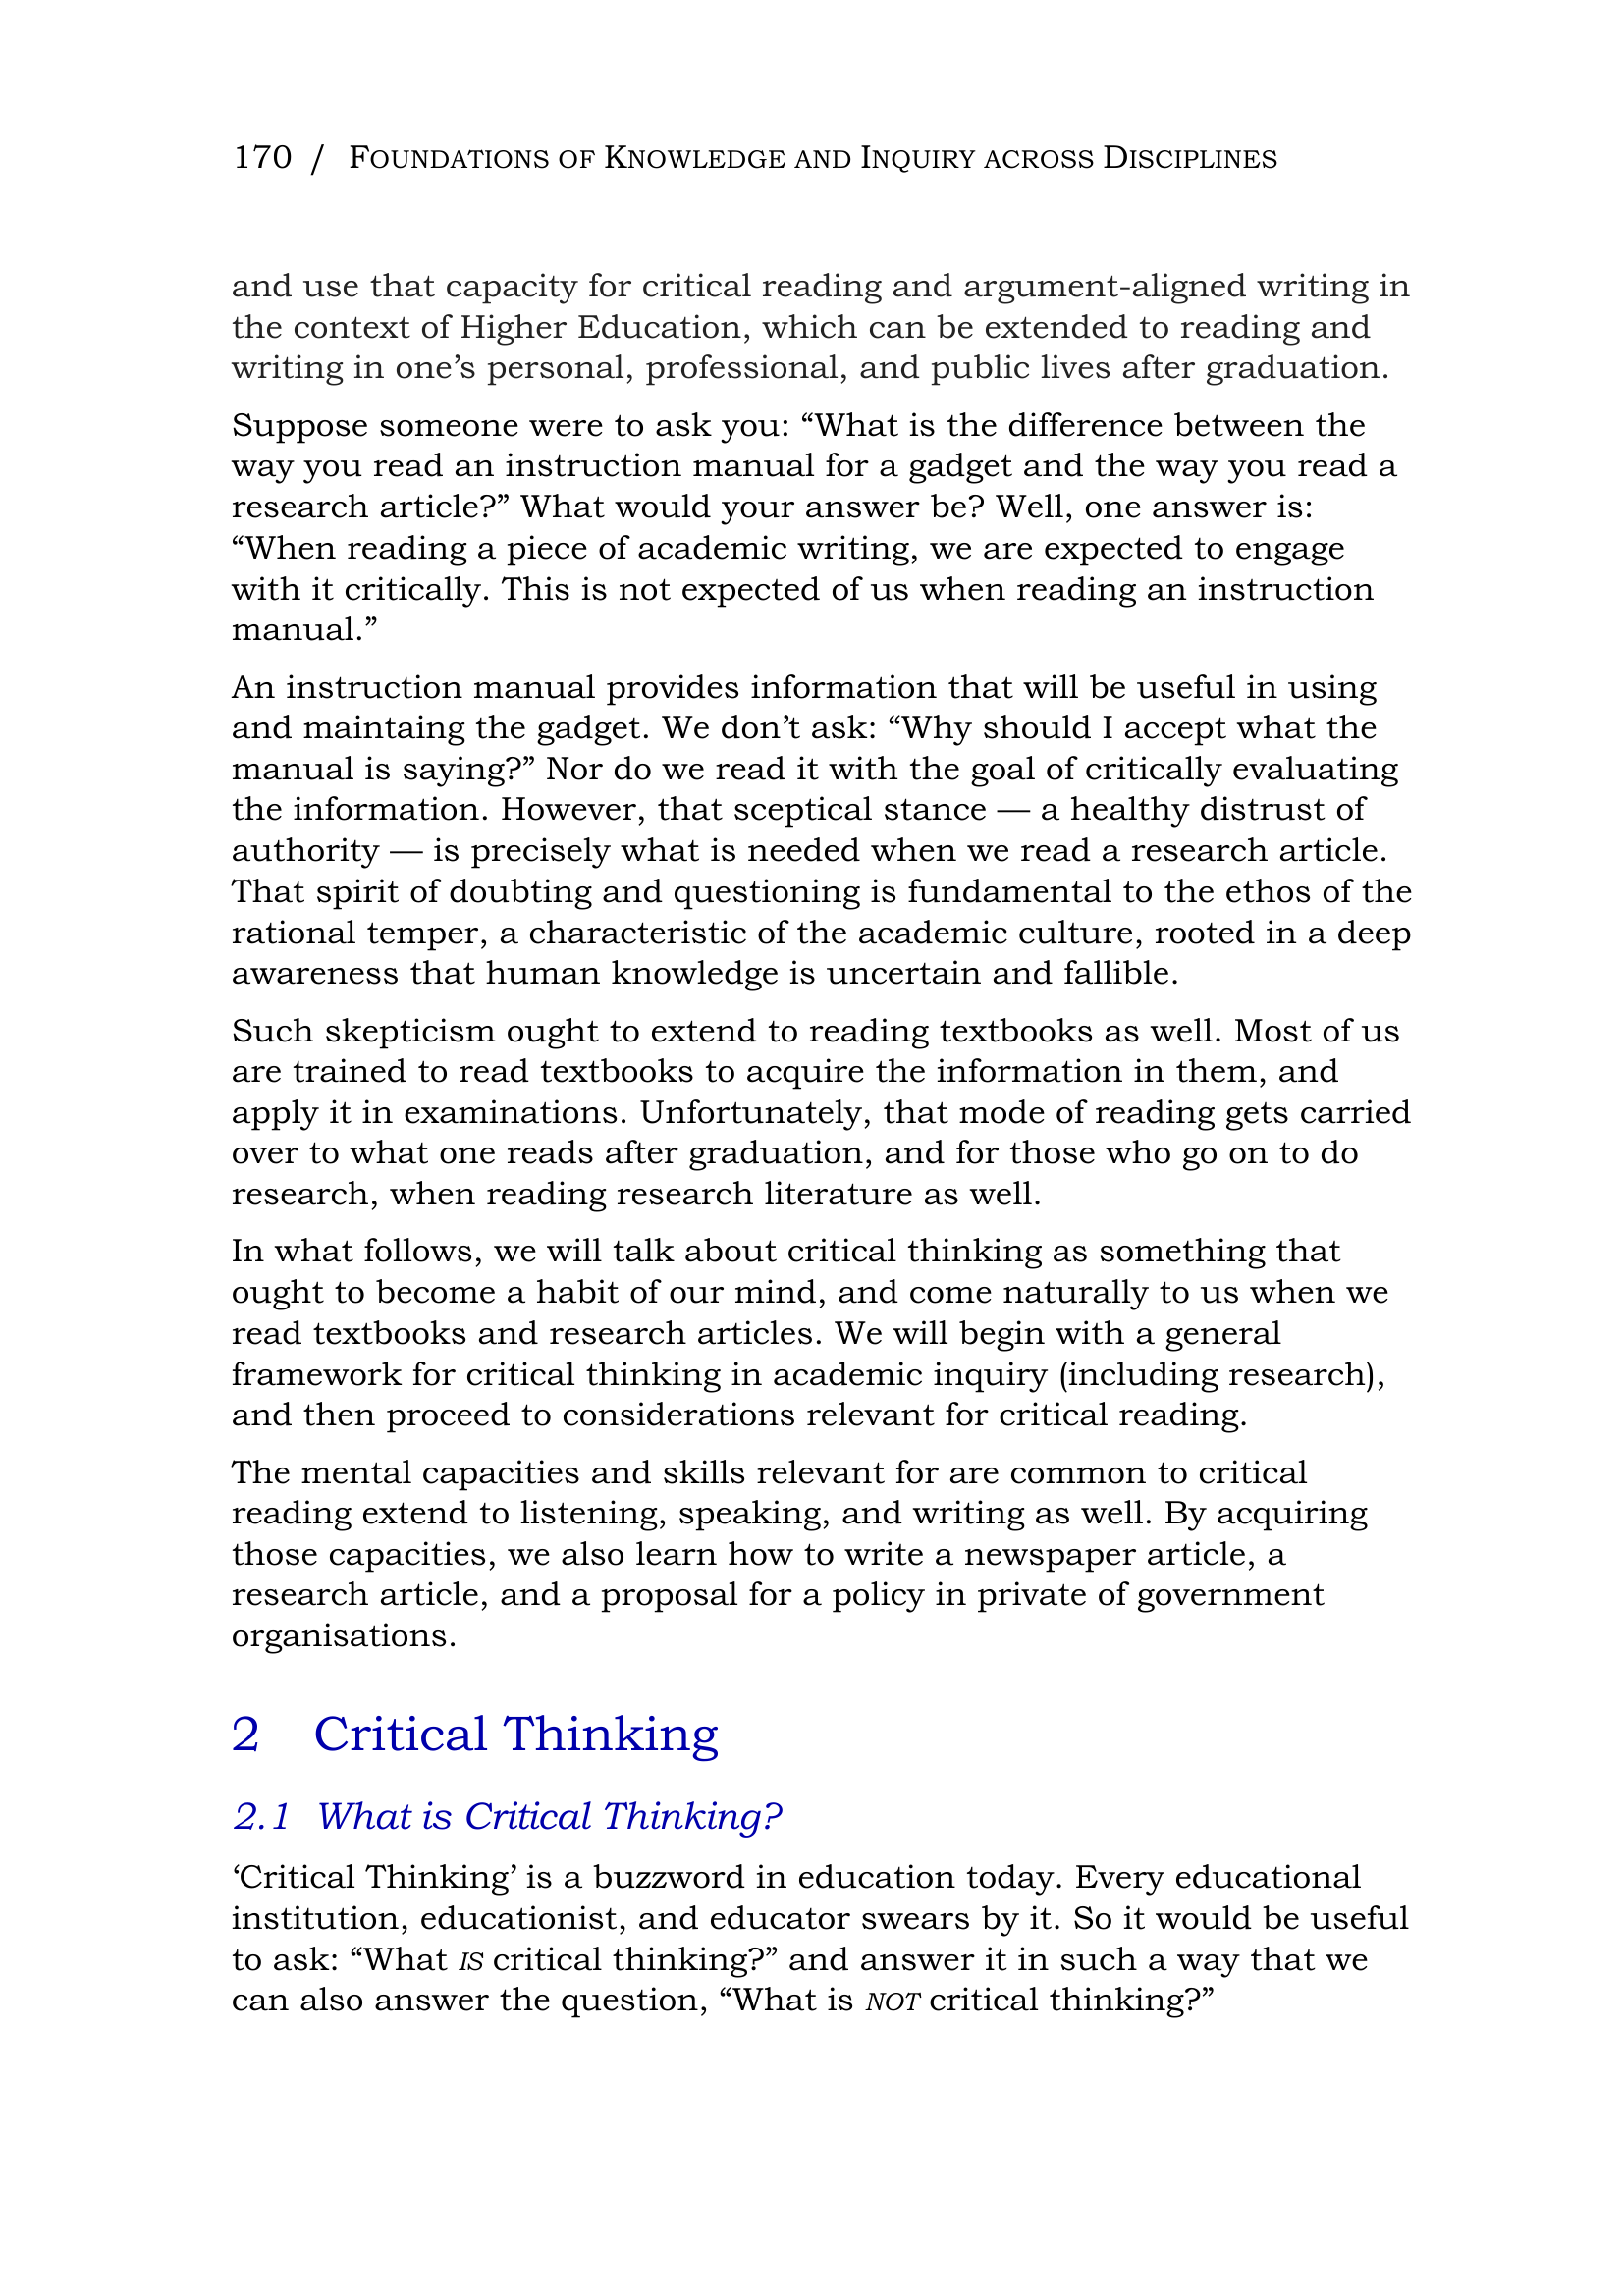 170 / FOUNDATIONS OF KNOWLEDGE AND INQUIRY ACROSS DISCIPLINES
and use that capacity for critical reading and argument-aligned writing in
the context of Higher Education, which can be extended to reading and
writing in one’s personal, professional, and public lives after graduation.
Suppose someone were to ask you: “What is the difference between the
way you read an instruction manual for a gadget and the way you read a
research article?” What would your answer be? Well, one answer is:
“When reading a piece of academic writing, we are expected to engage
with it critically. This is not expected of us when reading an instruction
manual.”
An instruction manual provides information that will be useful in using
and maintaing the gadget. We don’t ask: “Why should I accept what the
manual is saying?” Nor do we read it with the goal of critically evaluating
the information. However, that sceptical stance — a healthy distrust of
authority — is precisely what is needed when we read a research article.
That spirit of doubting and questioning is fundamental to the ethos of the
rational temper, a characteristic of the academic culture, rooted in a deep
awareness that human knowledge is uncertain and fallible.
Such skepticism ought to extend to reading textbooks as well. Most of us
are trained to read textbooks to acquire the information in them, and
apply it in examinations. Unfortunately, that mode of reading gets carried
over to what one reads after graduation, and for those who go on to do
research, when reading research literature as well.
In what follows, we will talk about critical thinking as something that
ought to become a habit of our mind, and come naturally to us when we
read textbooks and research articles. We will begin with a general
framework for critical thinking in academic inquiry (including research),
and then proceed to considerations relevant for critical reading.
The mental capacities and skills relevant for are common to critical
reading extend to listening, speaking, and writing as well. By acquiring
those capacities, we also learn how to write a newspaper article, a
research article, and a proposal for a policy in private of government
organisations.
2 Critical Thinking
2.1 What is Critical Thinking?
‘Critical Thinking’ is a buzzword in education today. Every educational
institution, educationist, and educator swears by it. So it would be useful
to ask: “What IS critical thinking?” and answer it in such a way that we
can also answer the question, “What is NOT critical thinking?”